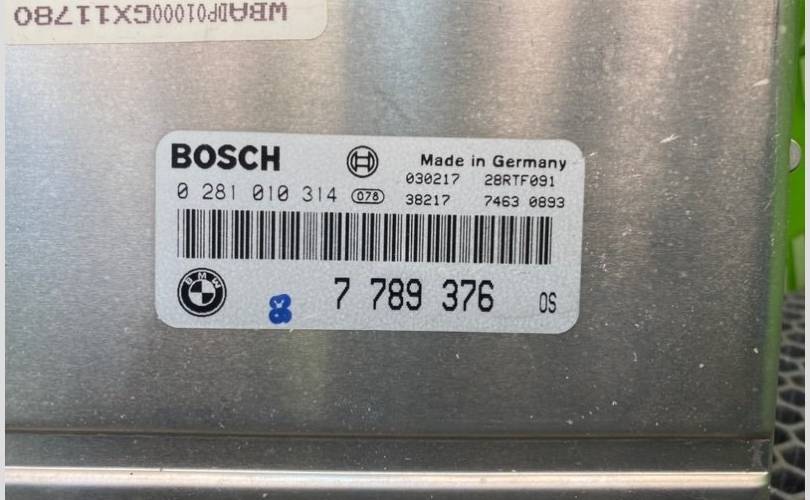 WBADP01000GX11780
BOSCH
Made in Germany
030217 28RTF091
0 281 010 314 078 38217 7463 0893
BMW
8 7 789 376 OS